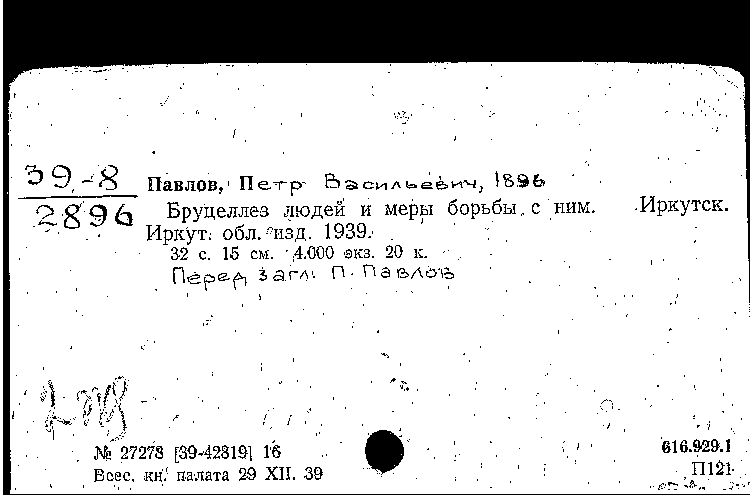 39-8
2896
Павлов, Петр Васильевич, 1896
Бруцеллез людей и меры борьбы с ним. Иркутск.
Иркут. обл. изд. 1939.
32 с. 15 см. 4.000 экз. 20 к.
Перед загл. П. Павлов
№ 27278 [39-42819] 16
Всес. кн. палата 29 XII. 39
616.929.1
П121